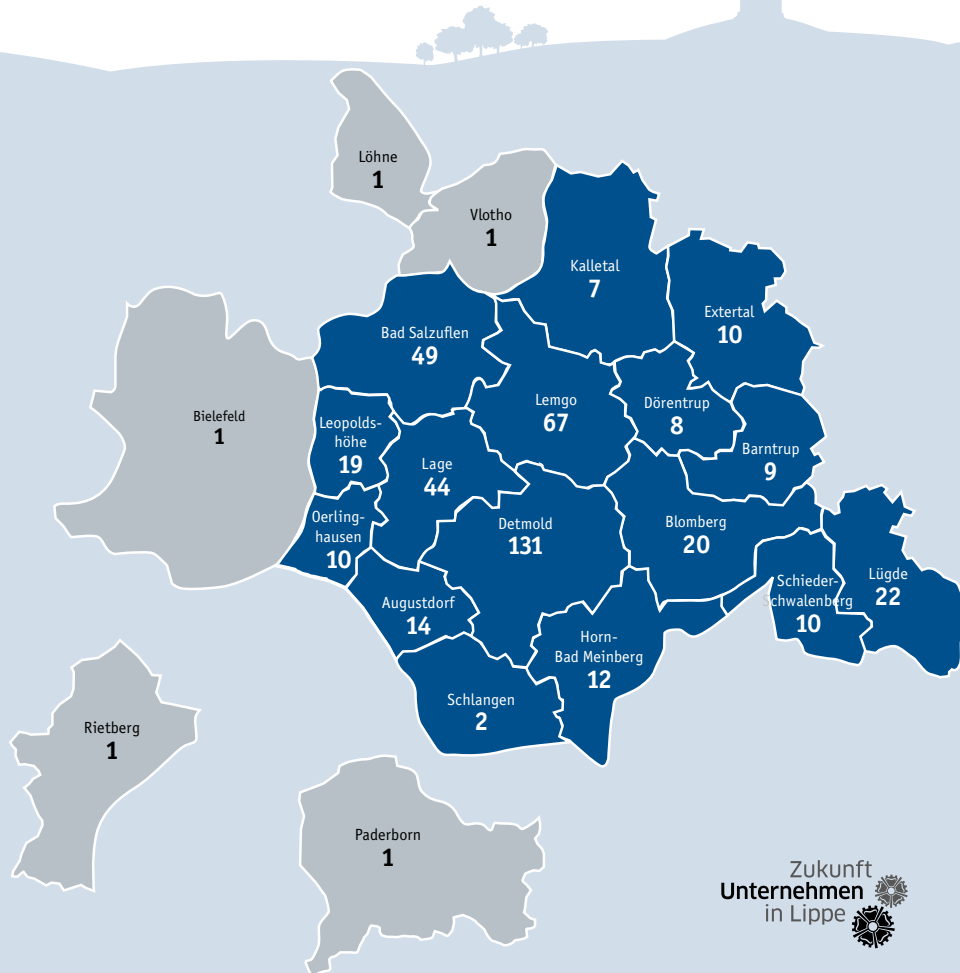 Löhne
1
Vlotho
1
Kalletal
7
Extertal
10
Bad Salzuflen
49
Bielefeld
1
Leopolds-
höhe
19
Lemgo
67
Dörentrup
8
Barntrup
9
Lage
44
Oerling-
hausen
10
Detmold
131
Blomberg
20
Schieder-
Schwalenberg
10
Lügde
22
Augustdorf
14
Horn-
Bad Meinberg
12
Schlangen
2
Rietberg
1
Paderborn
1
Zukunft
Unternehmen
in Lippe